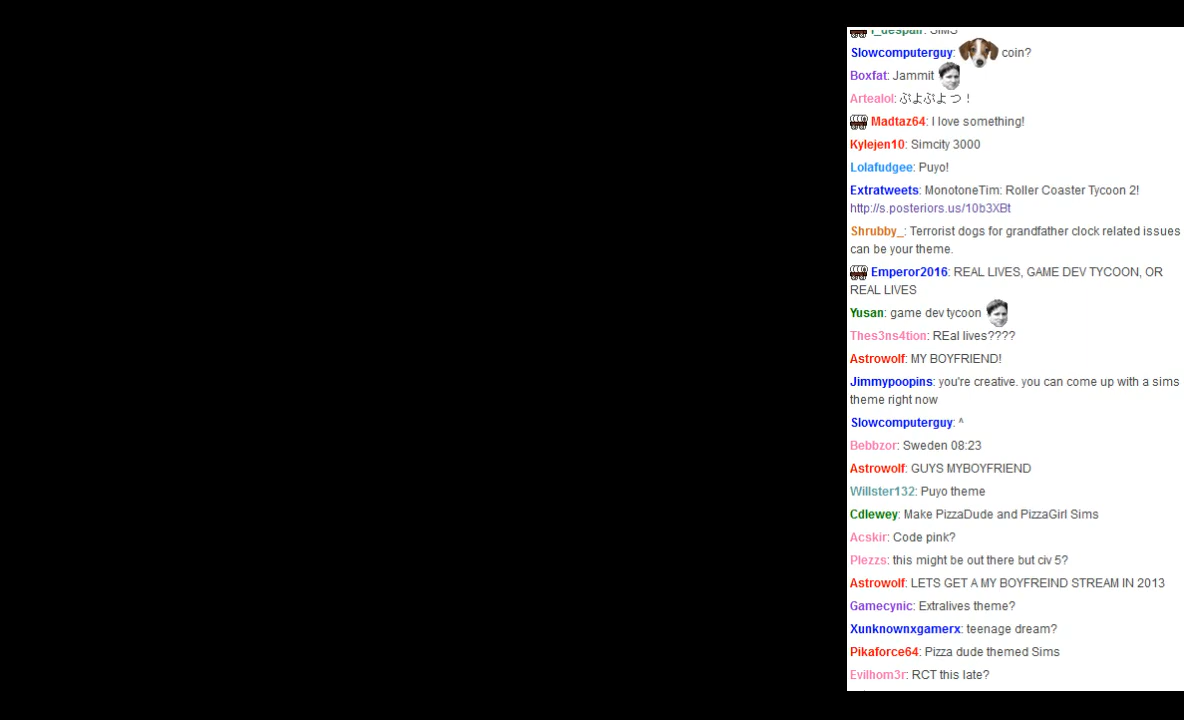 I_despair: SIMS
Slowcomputerguy: coin?
Boxfat: Jammit
Artealol: ぷよぷよっ！
Madtaz64: I love something!
Kylejen10: Simcity 3000
Lolafudgee: Puyo!
Extratweets: MonotoneTim: Roller Coaster Tycoon 2!
http://s.posteriors.us/10b3XBt
Shrubby_: Terrorist dogs for grandfather clock related issues
can be your theme.
Emperor2016: REAL LIVES, GAME DEV TYCOON, OR
REAL LIVES
Yusan: game dev tycoon
Thes3ns4tion: REal lives????
Astrowolf: MY BOYFRIEND!
Jimmypoopins: you're creative. you can come up with a sims
theme right now
Slowcomputerguy: ^
Bebbzor: Sweden 08:23
Astrowolf: GUYS MYBOYFRIEND
Willster132: Puyo theme
Cdlewey: Make PizzaDude and PizzaGirl Sims
Acskir: Code pink?
Plezzs: this might be out there but civ 5?
Astrowolf: LETS GET A MY BOYFREIND STREAM IN 2013
Gamecynic: Extralives theme?
Xunknownxgamerx: teenage dream?
Pikaforce64: Pizza dude themed Sims
Evilhom3r: RCT this late?